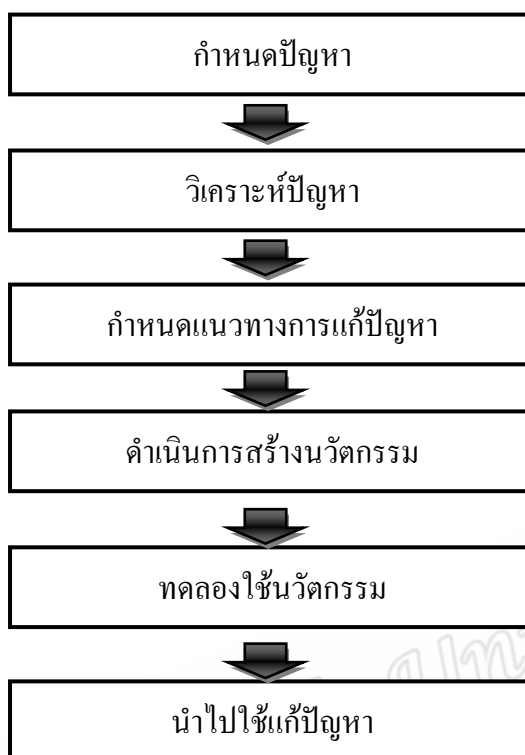 กำหนดปัญหา
วิเคราะห์ปัญหา
กำหนดแนวทางการแก้ปัญหา
ดำเนินการสร้างนวัตกรรม
ทดลองใช้นวัตกรรม
นำไปใช้แก้ปัญหา